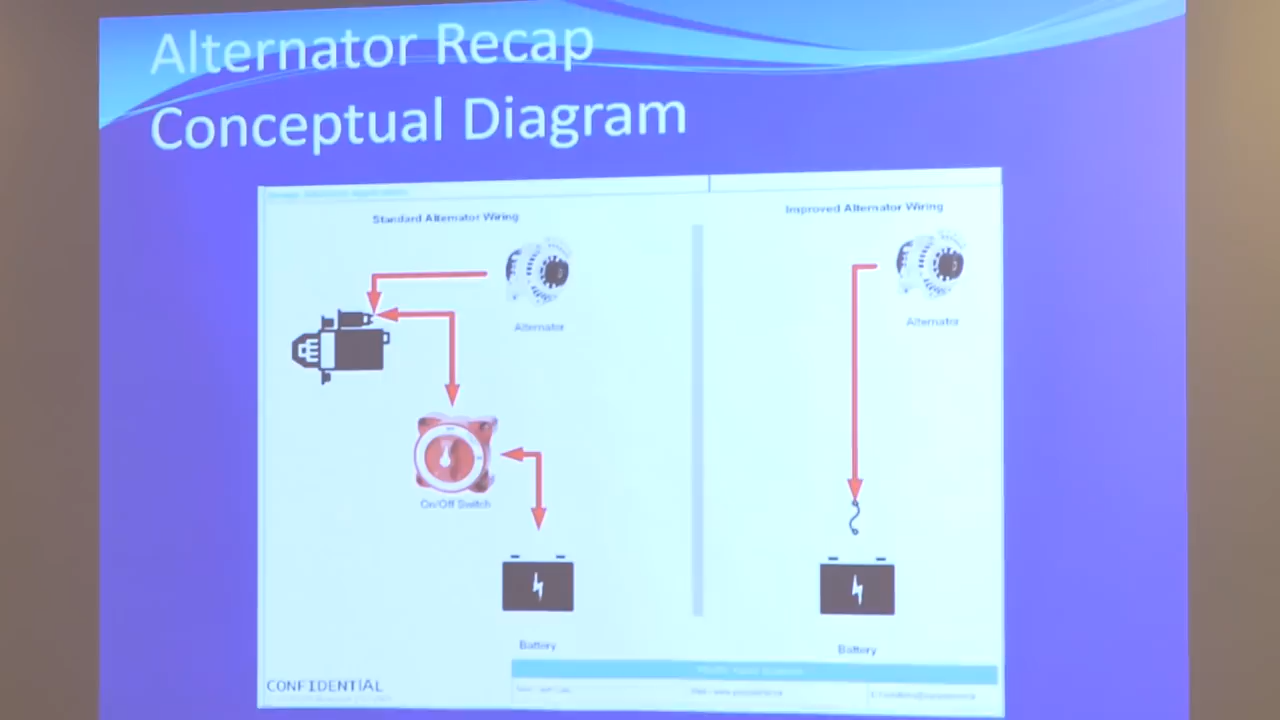 Alternator Recap
Conceptual Diagram
Standard Alternator Wiring
Improved Alternator Wiring
Alternator
Alternator
On/Off Switch
Battery
Battery
CONFIDENTIAL